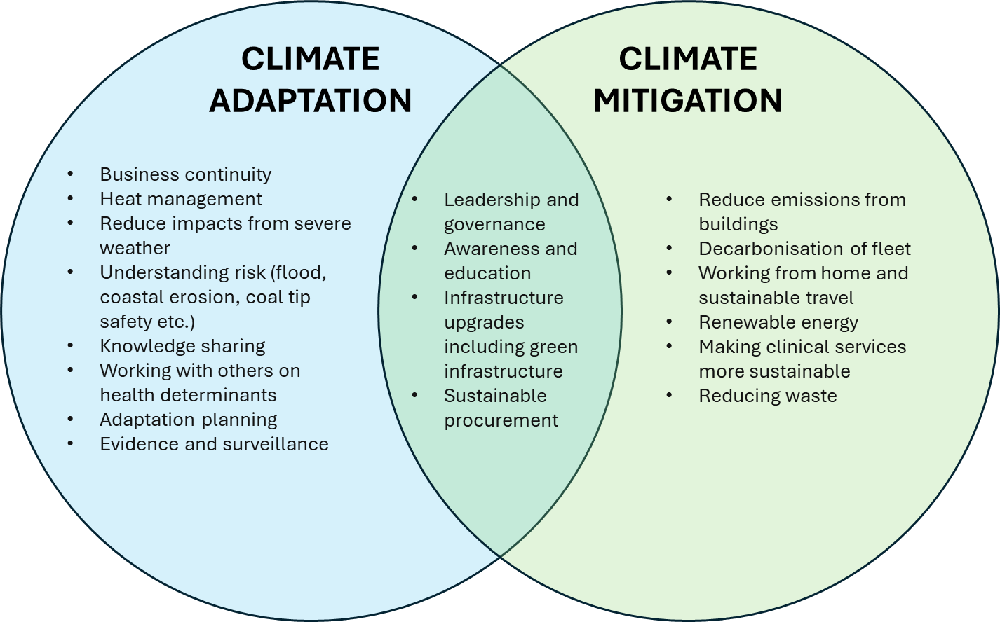 CLIMATE
ADAPTATION
• Business continuity
• Heat management
• Reduce impacts from severe
weather
• Understanding risk (flood,
coastal erosion, coal tip
safety etc.)
• Knowledge sharing
• Working with others on
health determinants
• Adaptation planning
• Evidence and surveillance
• Leadership and
governance
• Awareness and
education
• Infrastructure
upgrades
including green
infrastructure
• Sustainable
procurement
CLIMATE
MITIGATION
• Reduce emissions from
buildings
• Decarbonisation of fleet
• Working from home and
sustainable travel
• Renewable energy
• Making clinical services
more sustainable
• Reducing waste